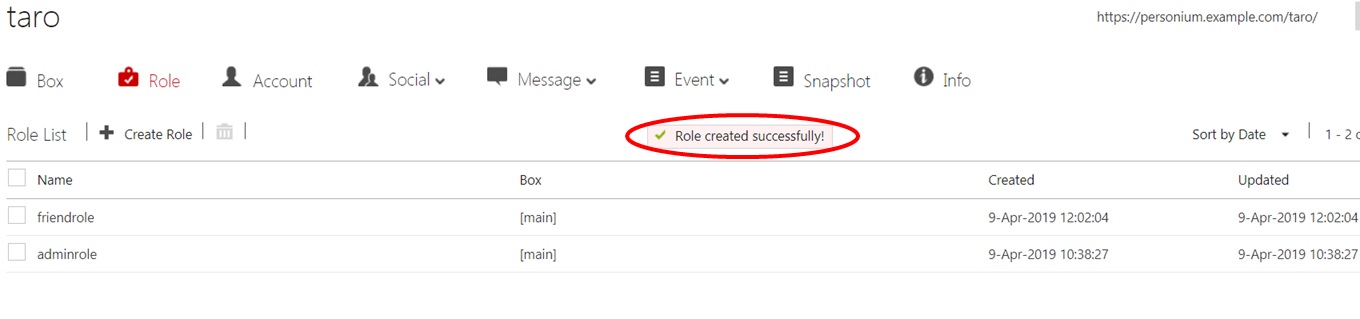 taro
https://personium.example.com/taro/
Box Role Account Social Message Event Snapshot Info
Role List Create Role Role created successfully! Sort by Date 1 - 2
Name Box Created Updated
friendrole [main] 9-Apr-2019 12:02:04 9-Apr-2019 12:02:04
adminrole [main] 9-Apr-2019 10:38:27 9-Apr-2019 10:38:27